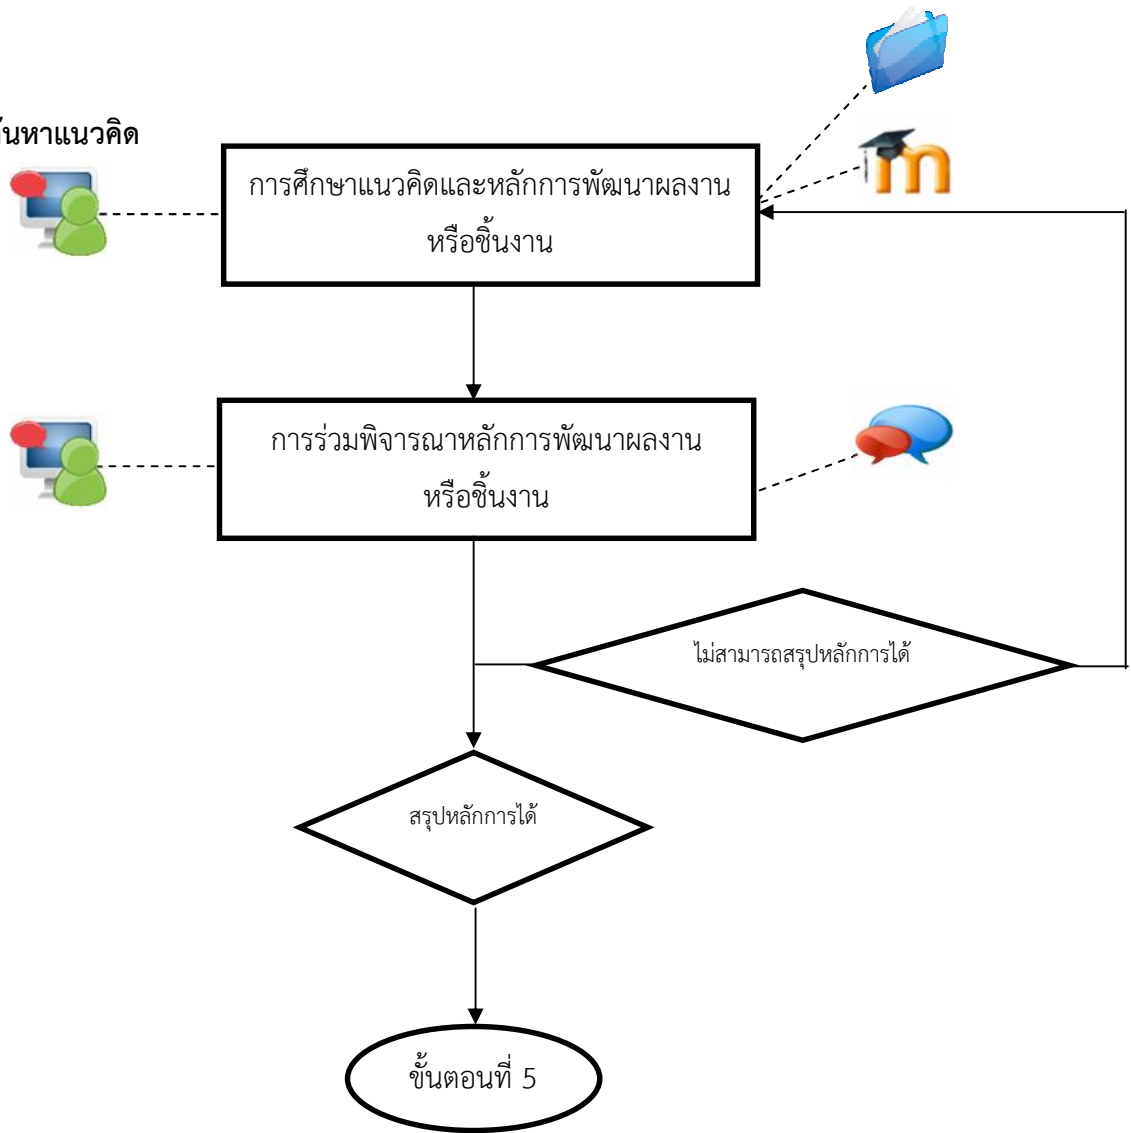 หาแนวคิด
การศึกษาแนวคิดและหลักการพัฒนาผลงาน
หรือชิ้นงาน
การร่วมพิจารณาหลักการพัฒนาผลงาน
หรือชิ้นงาน
ไม่สามารถสรุปหลักการได้
สรุปหลักการได้
ขั้นตอนที่ 5